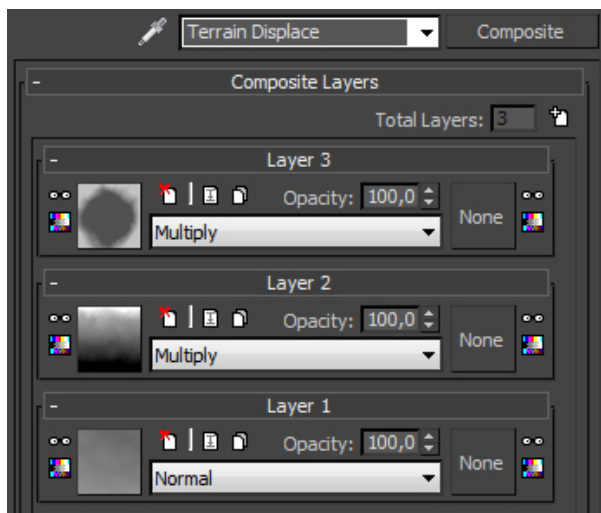 Terrain Displace Composite
- Composite Layers
Total Layers: 3
- Layer 3
Opacity: 100,0
Multiply None
- Layer 2
Opacity: 100,0
Multiply None
- Layer 1
Opacity: 100,0
Normal None